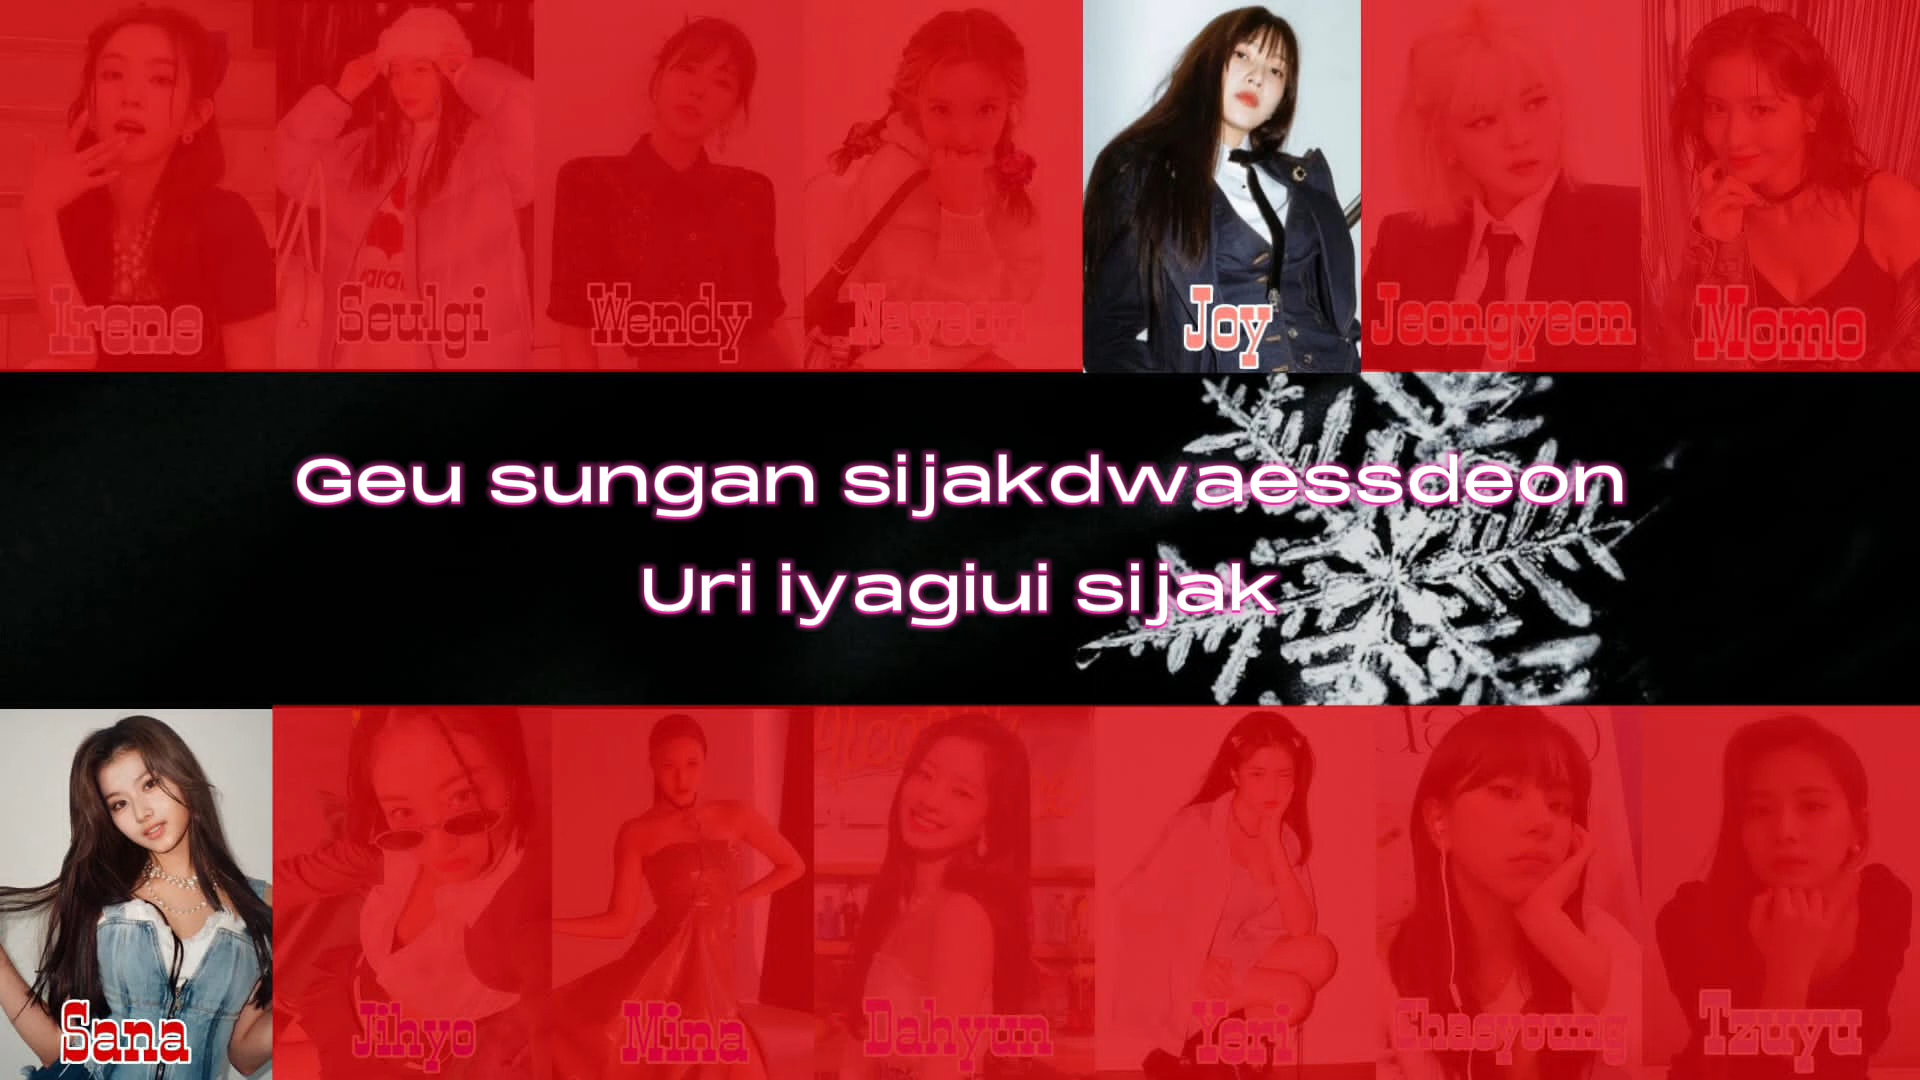 Irene
Seulgi
Wendy
Nayeon
Joy
Jeongyeon
Momo
Geu sungan sijakdwaessdeon
Uri iyagiui sijak
Sana
Jihyo
Mina
Dahyun
Yeri
Chaeyoung
Tzuyu